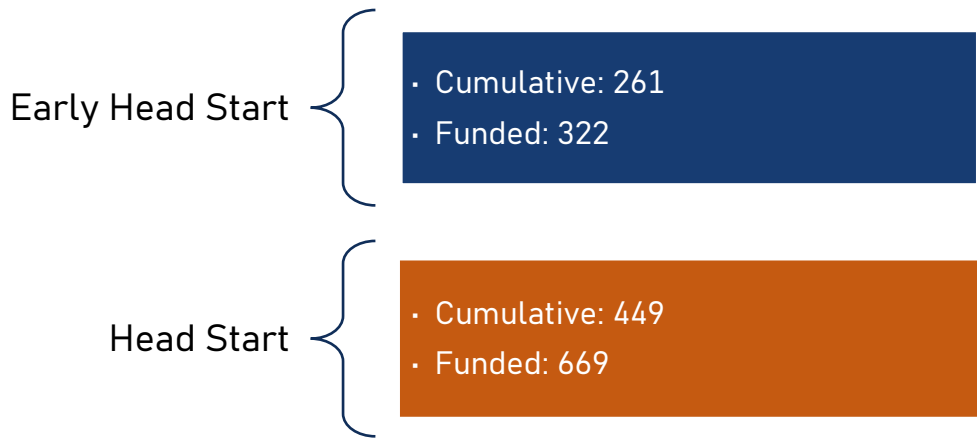 Early Head Start
· Cumulative: 261
· Funded: 322
Head Start
· Cumulative: 449
· Funded: 669